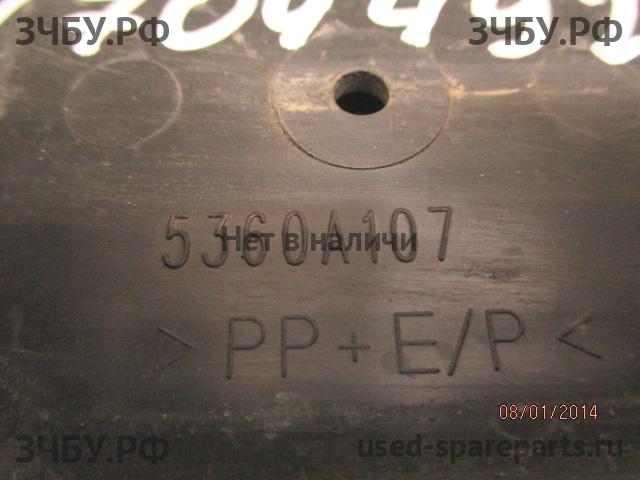 ЗЧБУ.РФ
ЗЧБУ.РФ
5360A107
Нет в наличи
>PP+E/P<
08/01/2014
ЗЧБУ.РФ
used-spareparts.ru